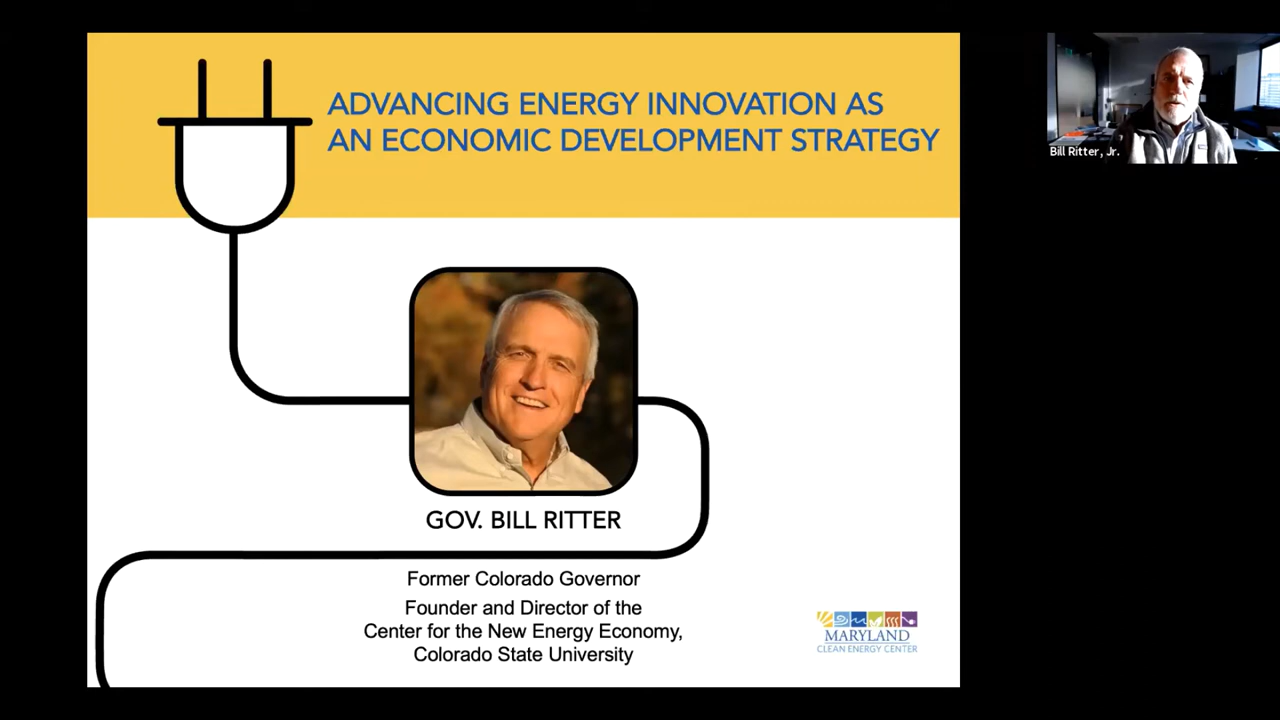 ADVANCING ENERGY INNOVATION AS
AN ECONOMIC DEVELOPMENT STRATEGY
Bill Ritter, Jr.
GOV. BILL RITTER
Former Colorado Governor
Founder and Director of the
Center for the New Energy Economy,
Colorado State University
MARYLAND
CLEAN ENERGY CENTER